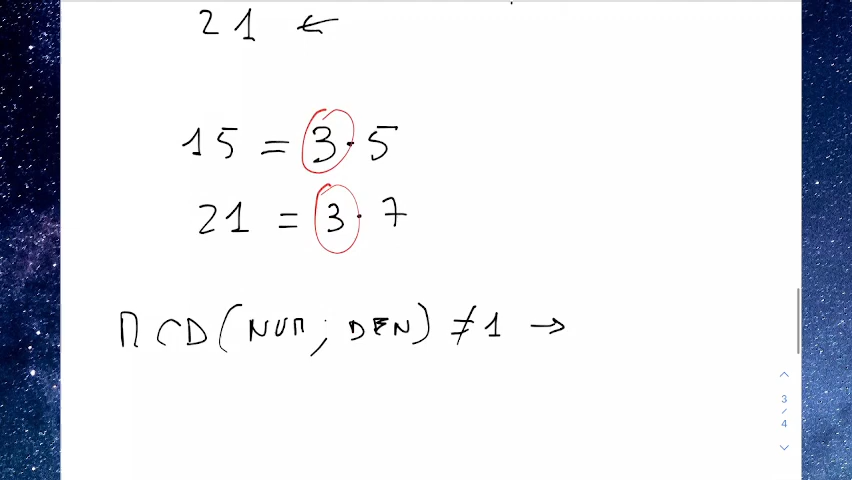 21 ←
15 = 3·5
21 = 3·7
MCD(NUM; DEN) ≠ 1 →
3
/
4